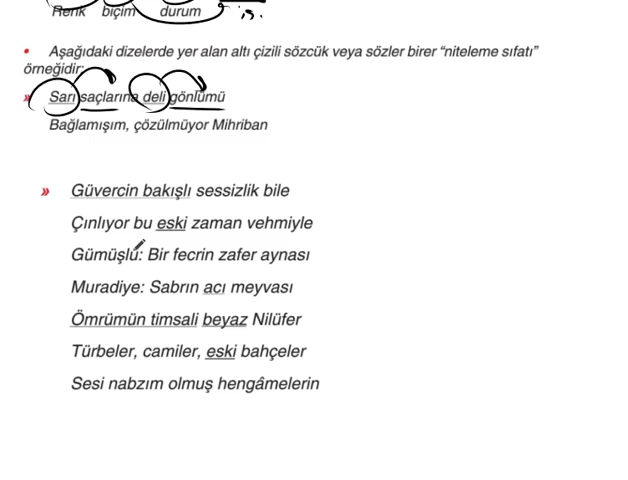 Renk biçim durum iş.
• Aşağıdaki dizelerde yer alan altı çizili sözcük veya sözler birer “niteleme sıfatı”
örneğidir:
» Sarı saçlarına deli gönlümü
Bağlamışım, çözülmüyor Mihriban
» Güvercin bakışlı sessizlik bile
Çınlıyor bu eski zaman vehmiyle
Gümüşlü: Bir fecrin zafer aynası
Muradiye: Sabrın acı meyvası
Ömrümün timsali beyaz Nilüfer
Türbeler, camiler, eski bahçeler
Sesi nabzım olmuş hengâmelerin